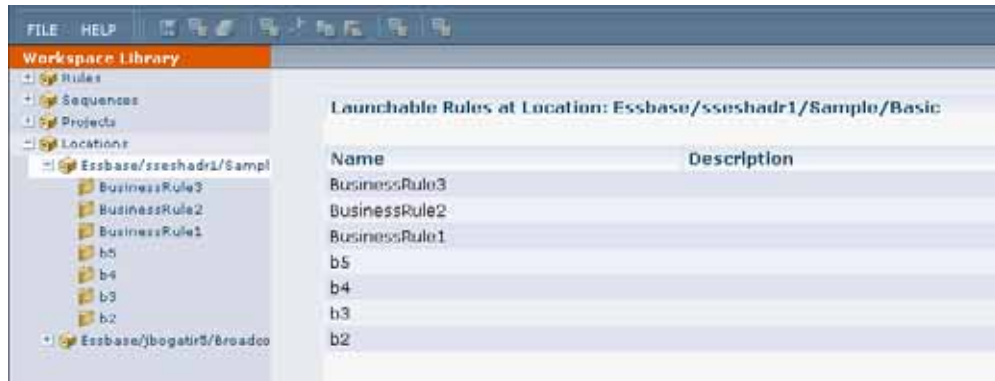 FILE HELP
Workspace Library
Rules
Sequences
Projects
Locations
Essbase/sseshadr1/Sampl
BusinessRule3
BusinessRule2
BusinessRule1
b5
b4
b3
b2
Essbase/jbogatir5/Broadco
Launchable Rules at Location: Essbase/sseshadr1/Sample/Basic
Name Description
BusinessRule3
BusinessRule2
BusinessRule1
b5
b4
b3
b2